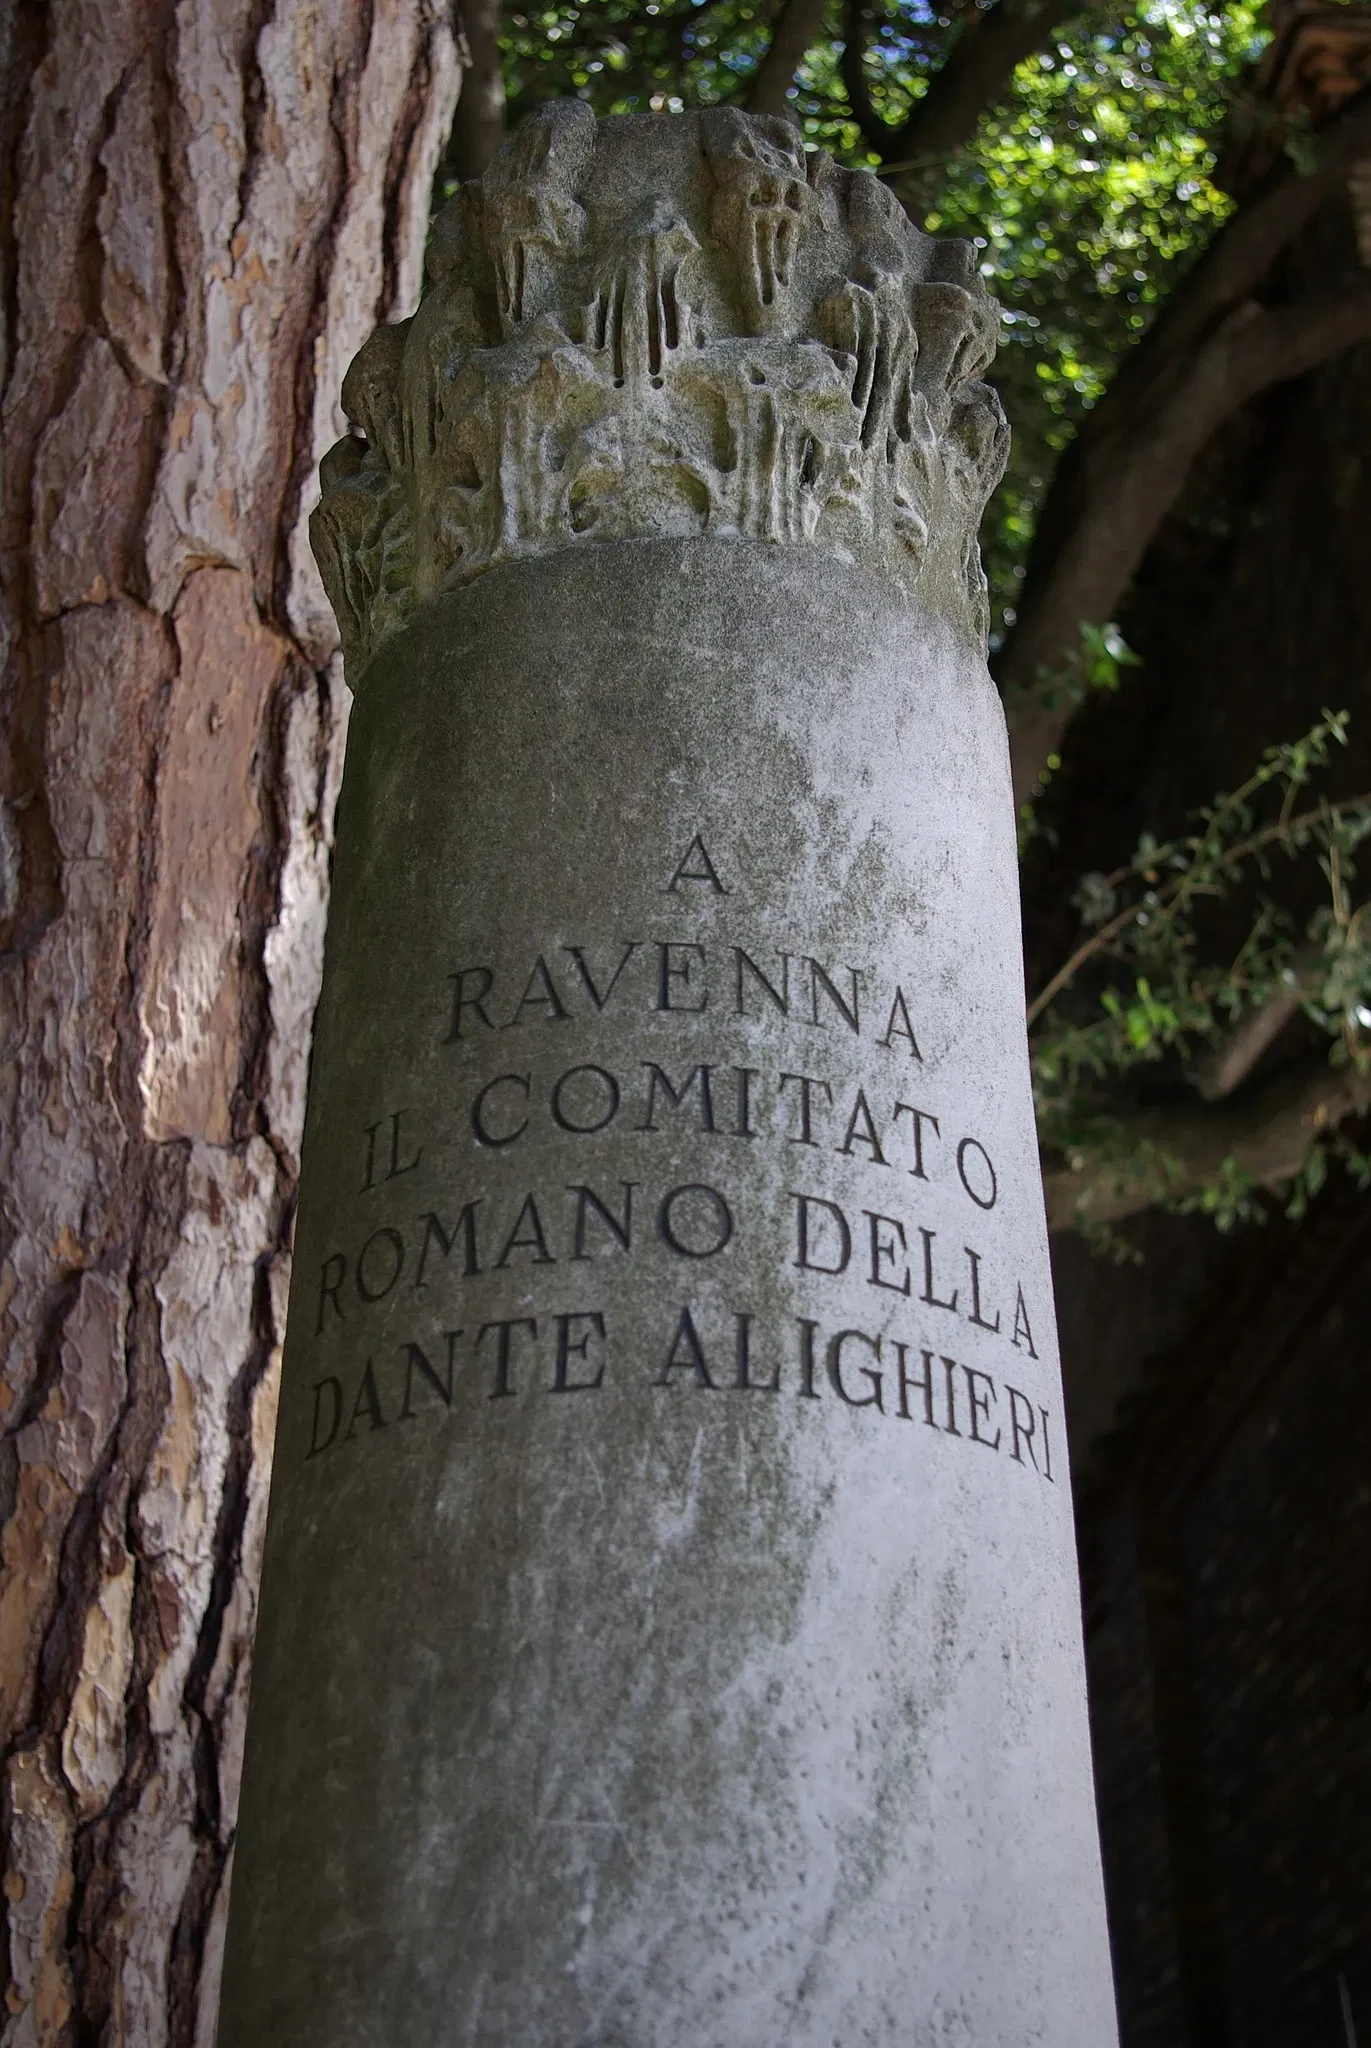 A
RAVENNA
IL COMITATO
ROMANO DELLA
DANTE ALIGHIERI